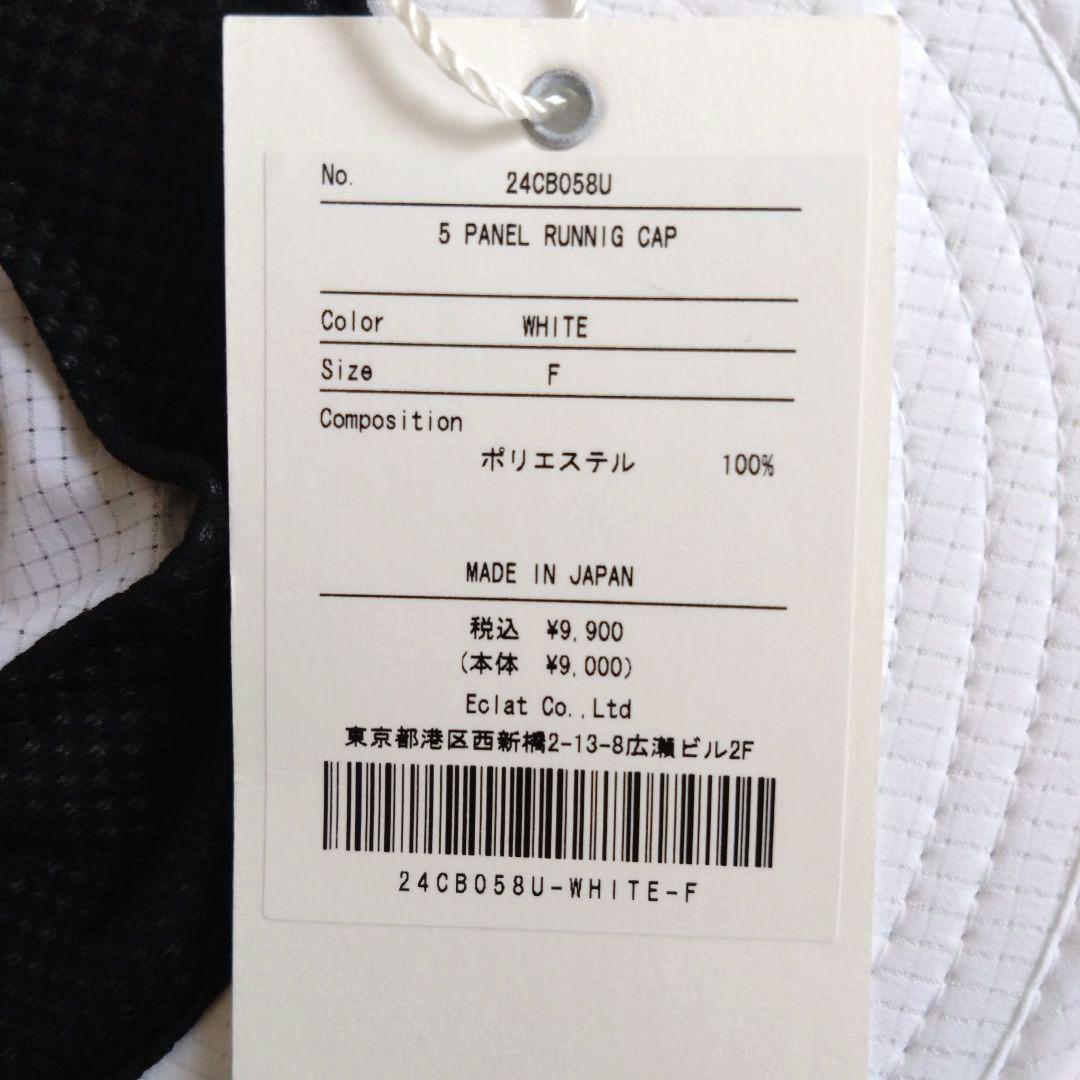 No. 24CB058U
5 PANEL RUNNIG CAP
Color WHITE
Size F
Composition
ポリエステル 100%
MADE IN JAPAN
税込 ¥9,900
(本体 ¥9,000)
Eclat Co.,Ltd
東京都港区西新橋2-13-8広瀬ビル2F
24CB058U-WHITE-F